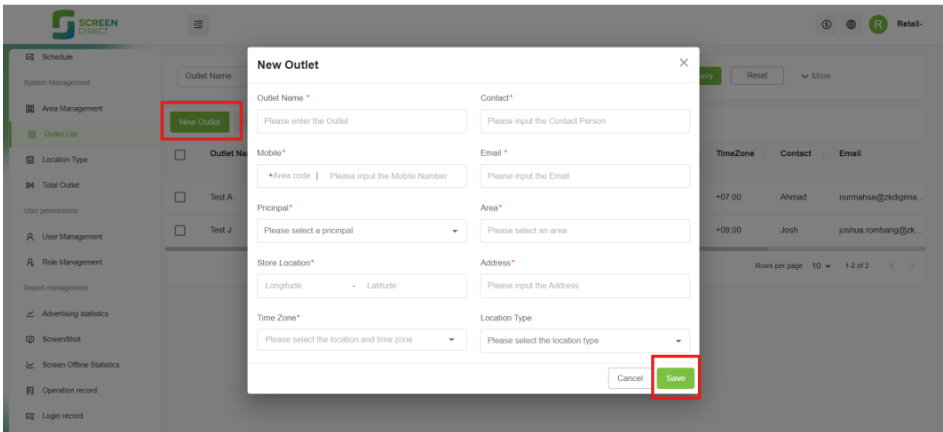 SCREEN
DIRECT
$
R
Retail-
Schedule
System Management
Area Management
Outlet List
Location Type
Total Outlet
User permissions
User Management
Role Management
Report management
Advertising statistics
ScreenShot
Screen Offline Statistics
Operation record
Login record
Outlet Name
Reset
More
New Outlet
Outlet Na
TimeZone
Contact
Email
Test A
+07:00
Ahmad
nurmahsa@zkdigima...
Test J
+08:00
Josh
joshua.rombang@zk...
Rows per page 10 1-2 of 2
New Outlet
Outlet Name *
Contact*
Please enter the Outlet
Please input the Contact Person
Mobile*
Email *
+Area code | Please input the Mobile Number
Please input the Email
Pricinpal*
Area*
Please select a pricinpal
Please select an area
Store Location*
Address*
Longitude - Latitude
Please input the Address
Time Zone*
Location Type
Please select the location and time zone
Please select the location type
Cancel
Save